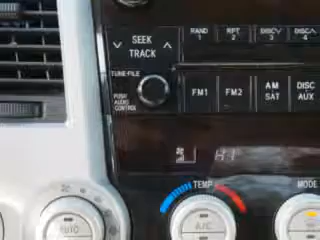 SEEK
TRACK
RAND
1
RPT
2
DISC∨
3
DISC∧
4
TUNE·FILE
PUSH
AUDIO
CONTROL
FM1
FM2
AM
SAT
DISC
AUX
HI
TEMP
MODE
AUTO
A/C